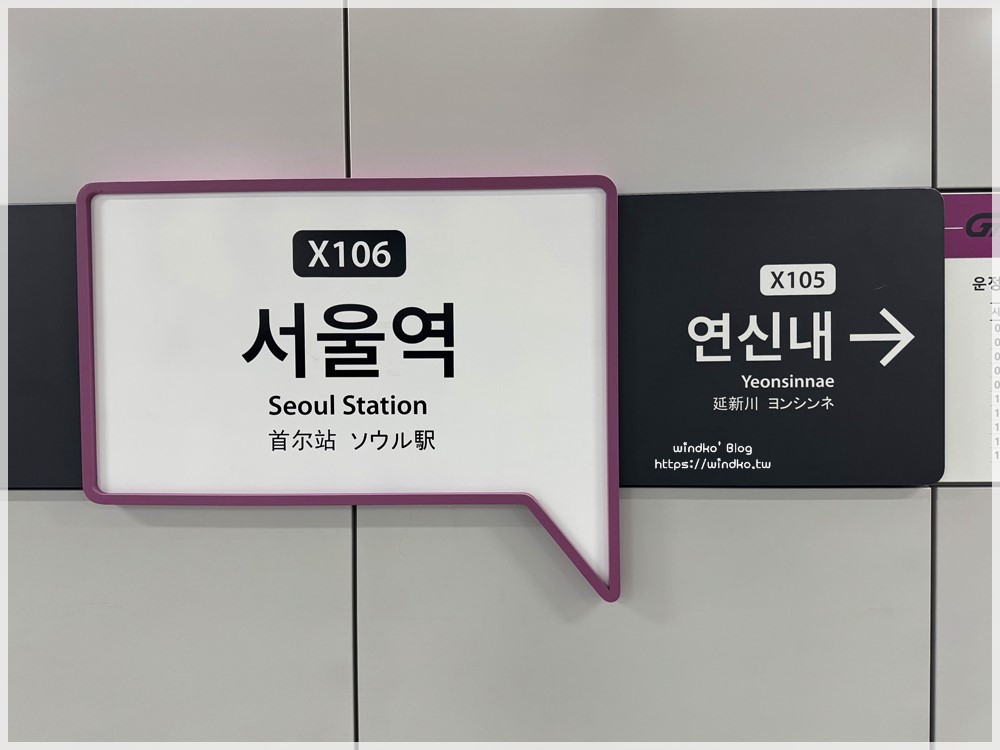 X106
서울역
Seoul Station
首尔站 ソウル駅
X105
연신내 →
Yeonsinnae
延新川 ヨンシンネ
windko' Blog
https://windko.tw